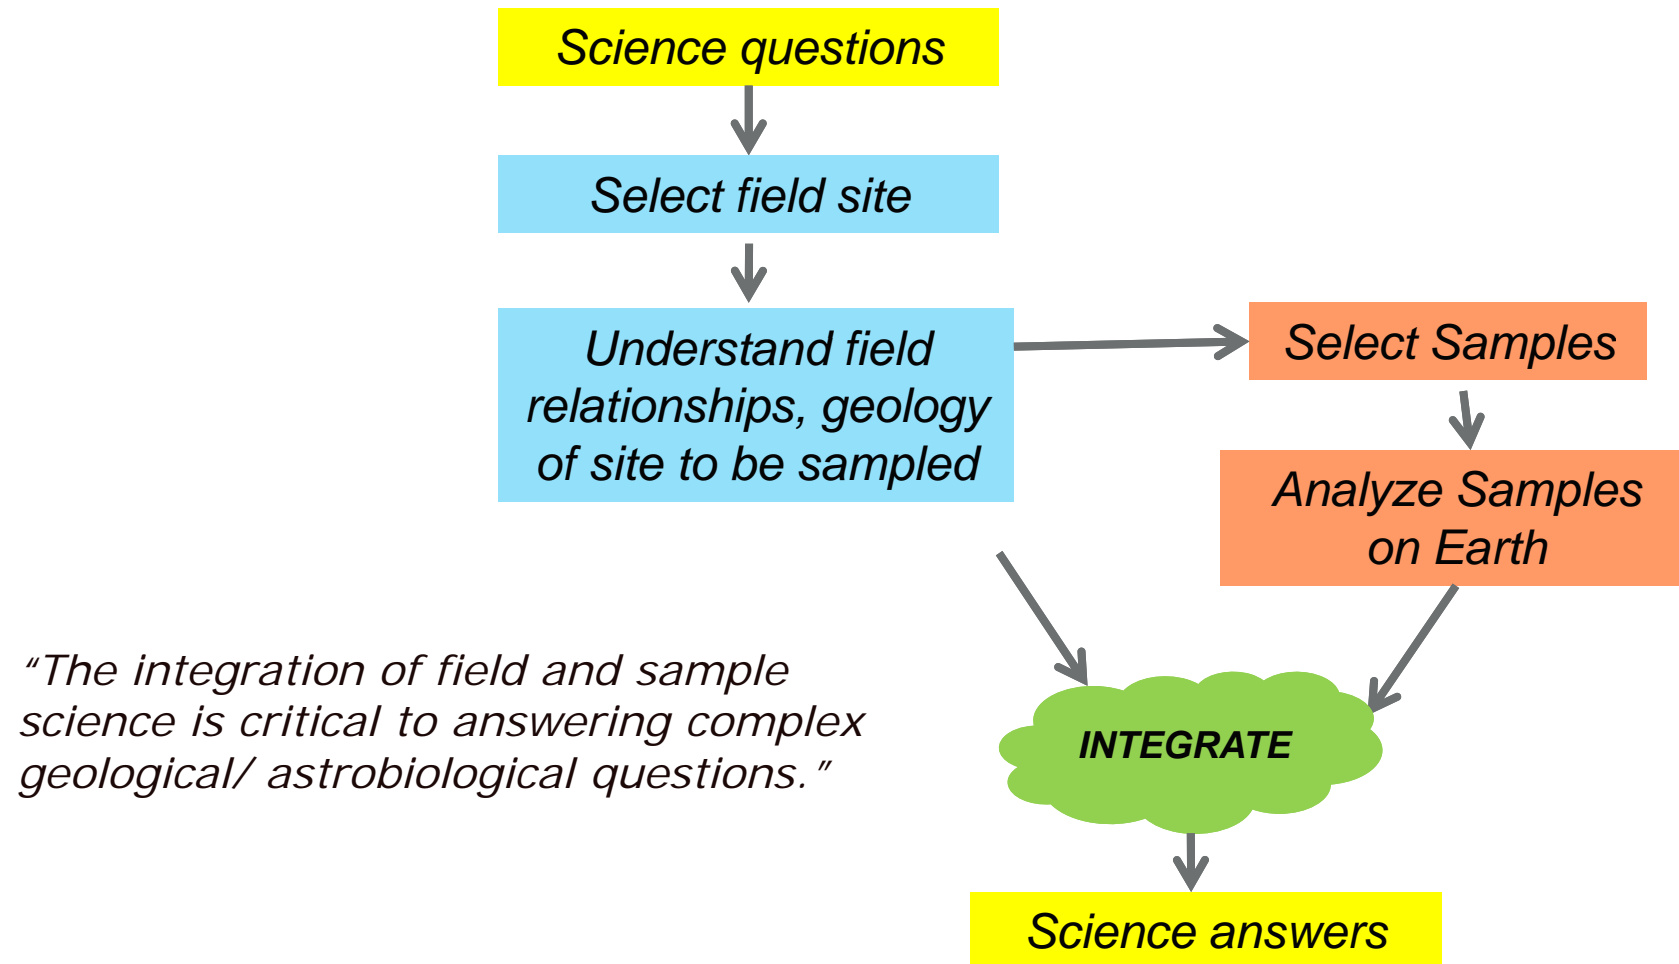 Science questions
Select field site
Understand field
relationships, geology
of site to be sampled
Select Samples
Analyze Samples
on Earth
“The integration of field and sample
science is critical to answering complex
geological/ astrobiological questions.”
INTEGRATE
Science answers